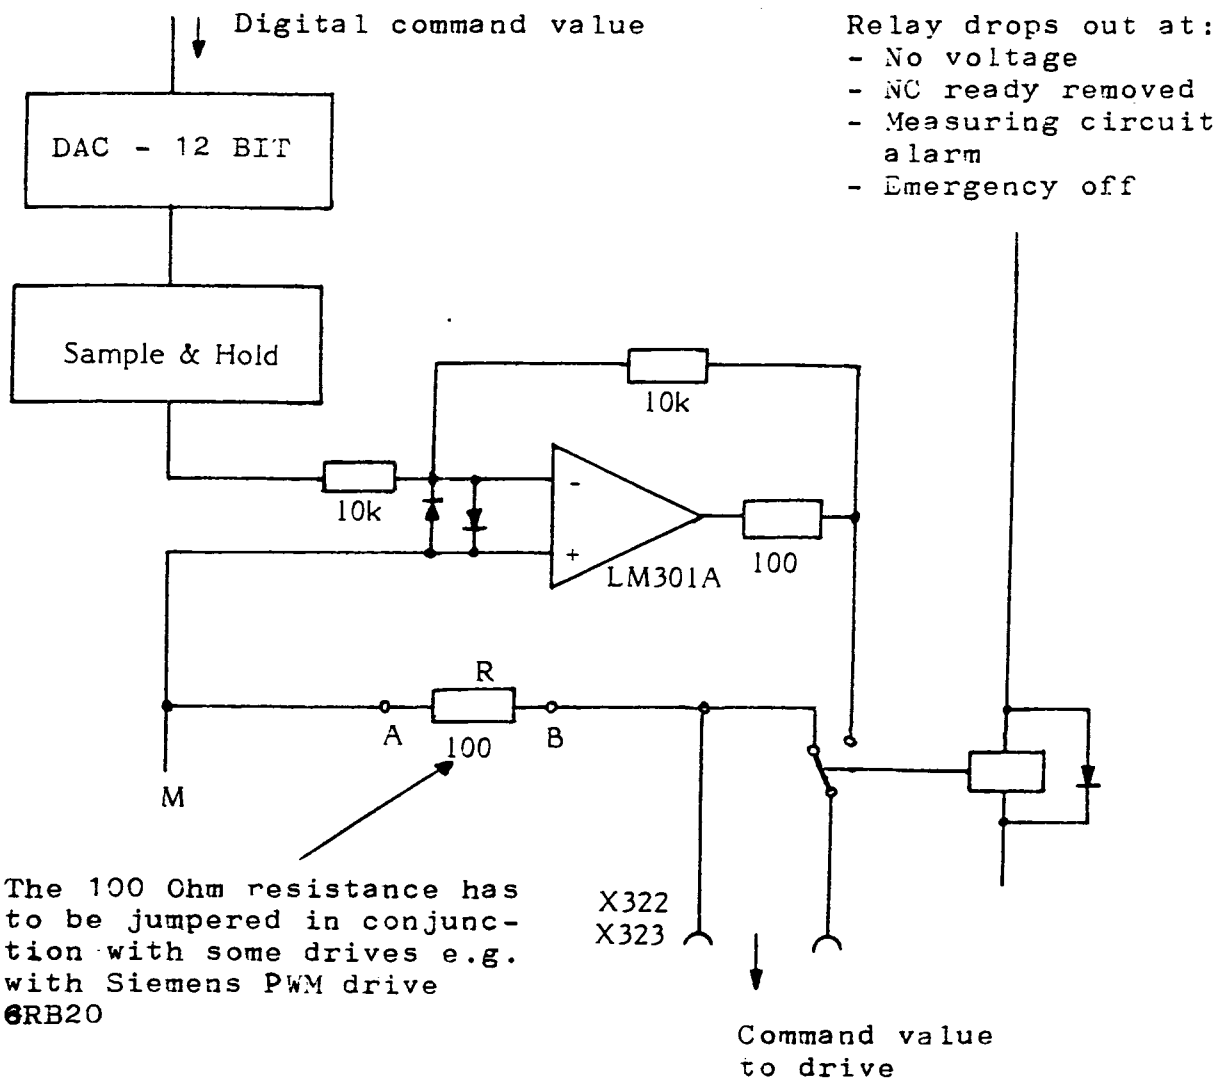 Digital command value
Relay drops out at:
- No voltage
- NC ready removed
- Measuring circuit
alarm
- Emergency off
DAC - 12 BIT
Sample & Hold
10k
10k
-
+
LM301A
100
R
A
100
B
M
The 100 Ohm resistance has
to be jumpered in conjunc-
tion with some drives e.g.
with Siemens PWM drive
6RB20
X322
X323
Command value
to drive